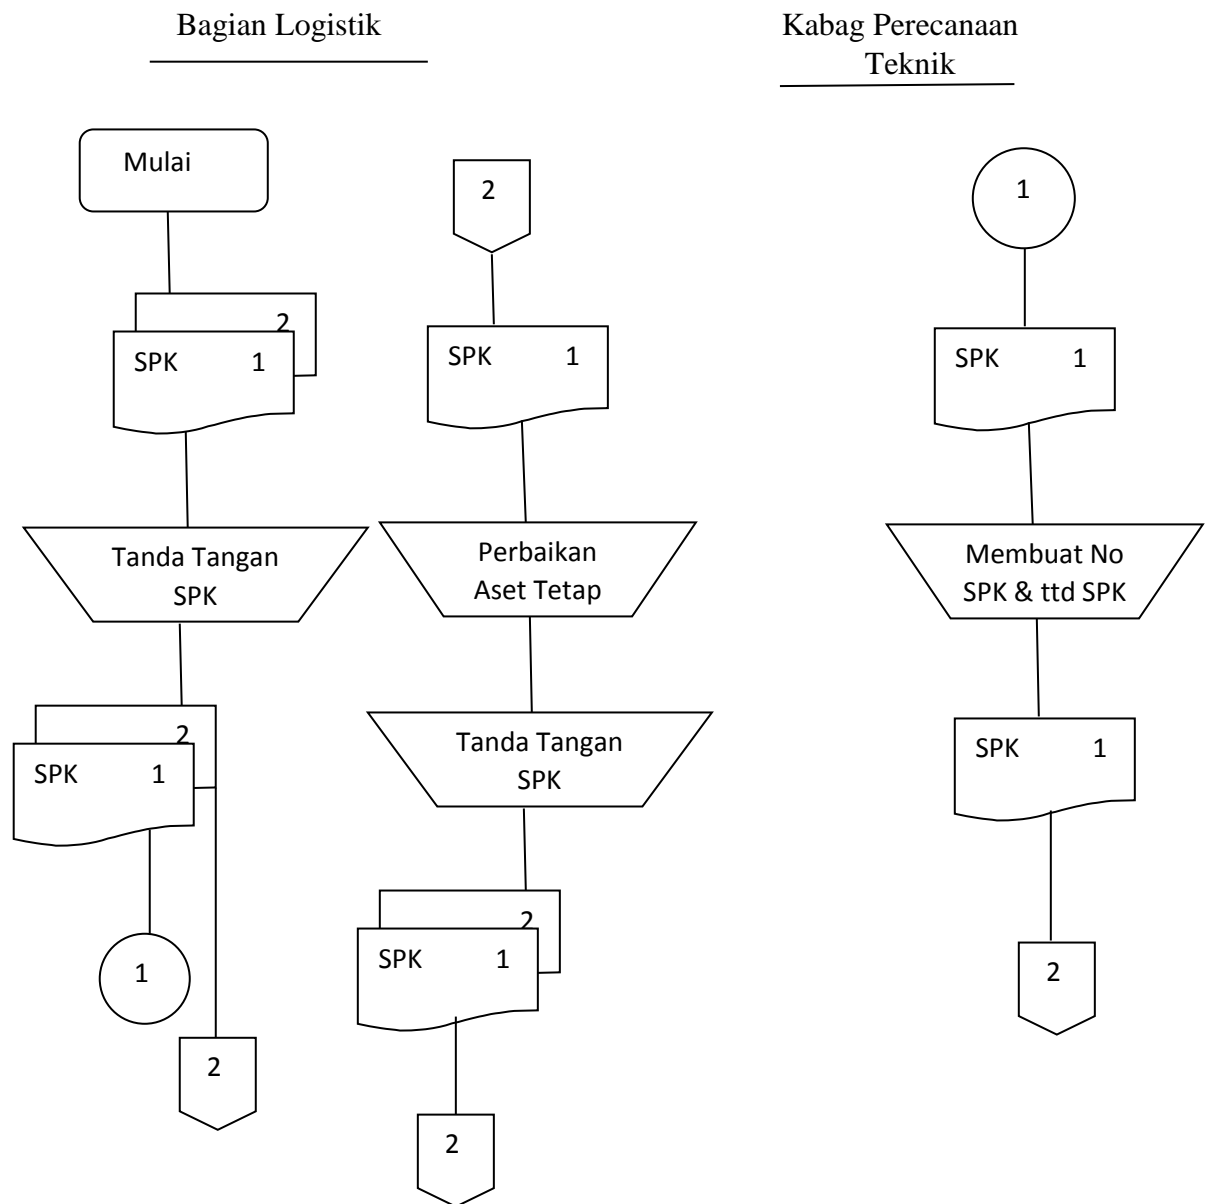 Bagian Logistik
Kabag Perecanaan
Teknik
Mulai
2
SPK 1
Tanda Tangan
SPK
2
SPK 1
1
2
2
SPK 1
Perbaikan
Aset Tetap
Tanda Tangan
SPK
2
SPK 1
2
1
SPK 1
Membuat No
SPK & ttd SPK
SPK 1
2